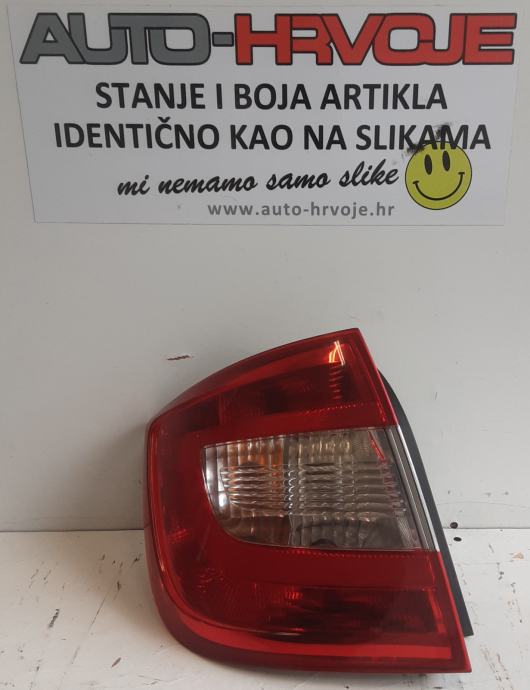 AUTO-HRVOJE
STANJE I BOJA ARTIKLA
IDENTIČNO KAO NA SLIKAMA
mi nemamo samo slike
www.auto-hrvoje.hr